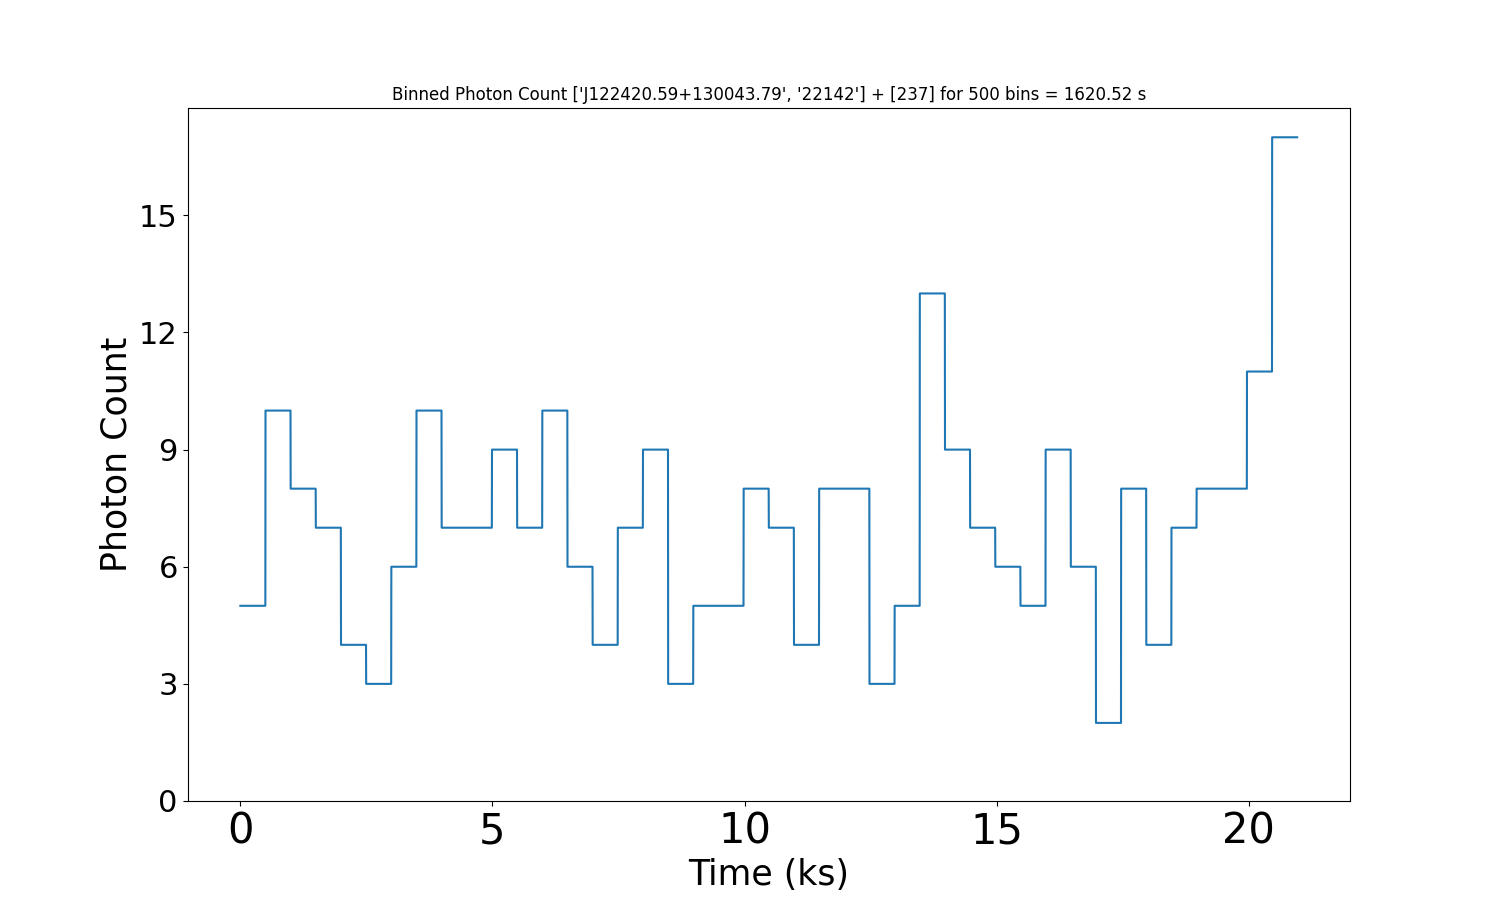 Binned Photon Count ['J122420.59+130043.79', '22142'] + [237] for 500 bins = 1620.52 s
Photon Count
15
12
9
6
3
0
0 5 10 15 20
Time (ks)